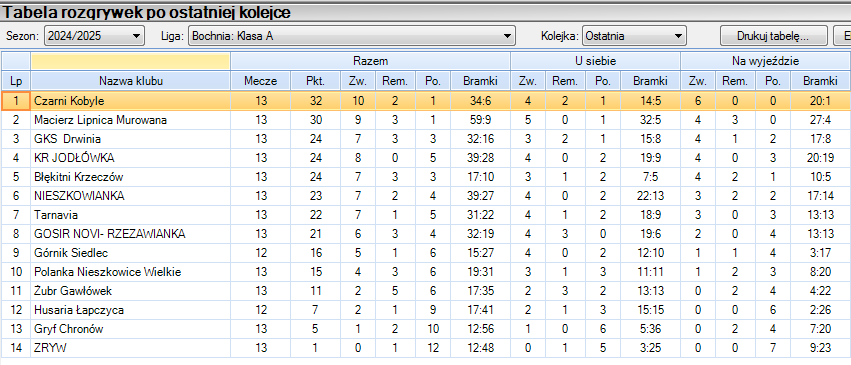 Tabela rozgrywek po ostatniej kolejce
Sezon: 2024/2025 Liga: Bochnia: Klasa A Kolejka: Ostatnia Drukuj tabelę...
Razem U siebie Na wyjeździe
Lp Nazwa klubu Mecze Pkt. Zw. Rem. Po. Bramki Zw. Rem. Po. Bramki Zw. Rem. Po. Bramki
1 Czarni Kobyle 13 32 10 2 1 34:6 4 2 1 14:5 6 0 0 20:1
2 Macierz Lipnica Murowana 13 30 9 3 1 59:9 5 0 1 32:5 4 3 0 27:4
3 GKS Drwinia 13 24 7 3 3 32:16 3 2 1 15:8 4 1 2 17:8
4 KR JODŁÓWKA 13 24 8 0 5 39:28 4 0 2 19:9 4 0 3 20:19
5 Błękitni Krzeczów 13 24 7 3 3 17:10 3 1 2 7:5 4 2 1 10:5
6 NIESZKOWIANKA 13 23 7 2 4 39:27 4 0 2 22:13 3 2 2 17:14
7 Tarnavia 13 22 7 1 5 31:22 4 1 2 18:9 3 0 3 13:13
8 GOSIR NOVI- RZEZAWIANKA 13 21 6 3 4 32:19 4 3 0 19:6 2 0 4 13:13
9 Górnik Siedlec 12 16 5 1 6 15:27 4 0 2 12:10 1 1 4 3:17
10 Polanka Nieszkowice Wielkie 13 15 4 3 6 19:31 3 1 3 11:11 1 2 3 8:20
11 Żubr Gawłówek 13 11 2 5 6 17:35 2 3 2 13:13 0 2 4 4:22
12 Husaria Łapczyca 12 7 2 1 9 17:41 2 1 3 15:15 0 0 6 2:26
13 Gryf Chronów 13 5 1 2 10 12:56 1 0 6 5:36 0 2 4 7:20
14 ZRYW 13 1 0 1 12 12:48 0 1 5 3:25 0 0 7 9:23